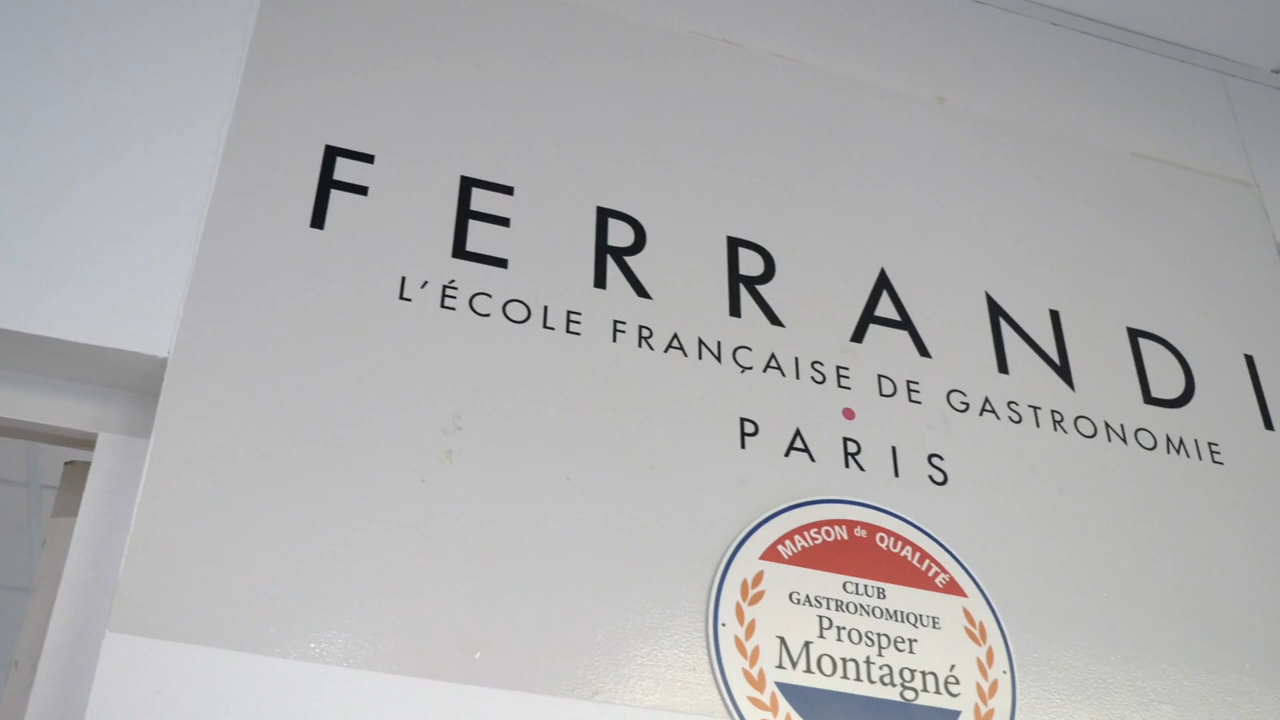 FERRANDI
L'ÉCOLE FRANÇAISE DE GASTRONOMIE
PARIS
MAISON de QUALITÉ
CLUB
GASTRONOMIQUE
Prosper
Montagné